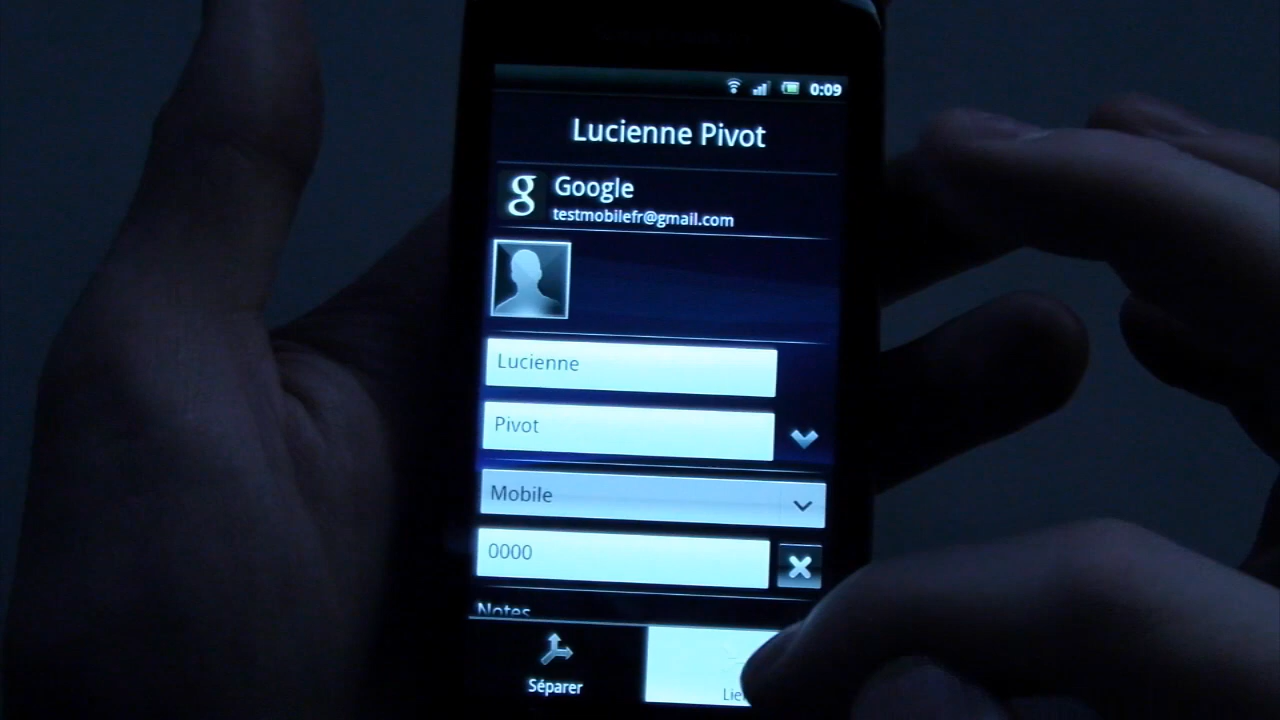 0:09
Lucienne Pivot
g
Google
testmobilefr@gmail.com
Lucienne
Pivot
Mobile
0000
Notes
Séparer